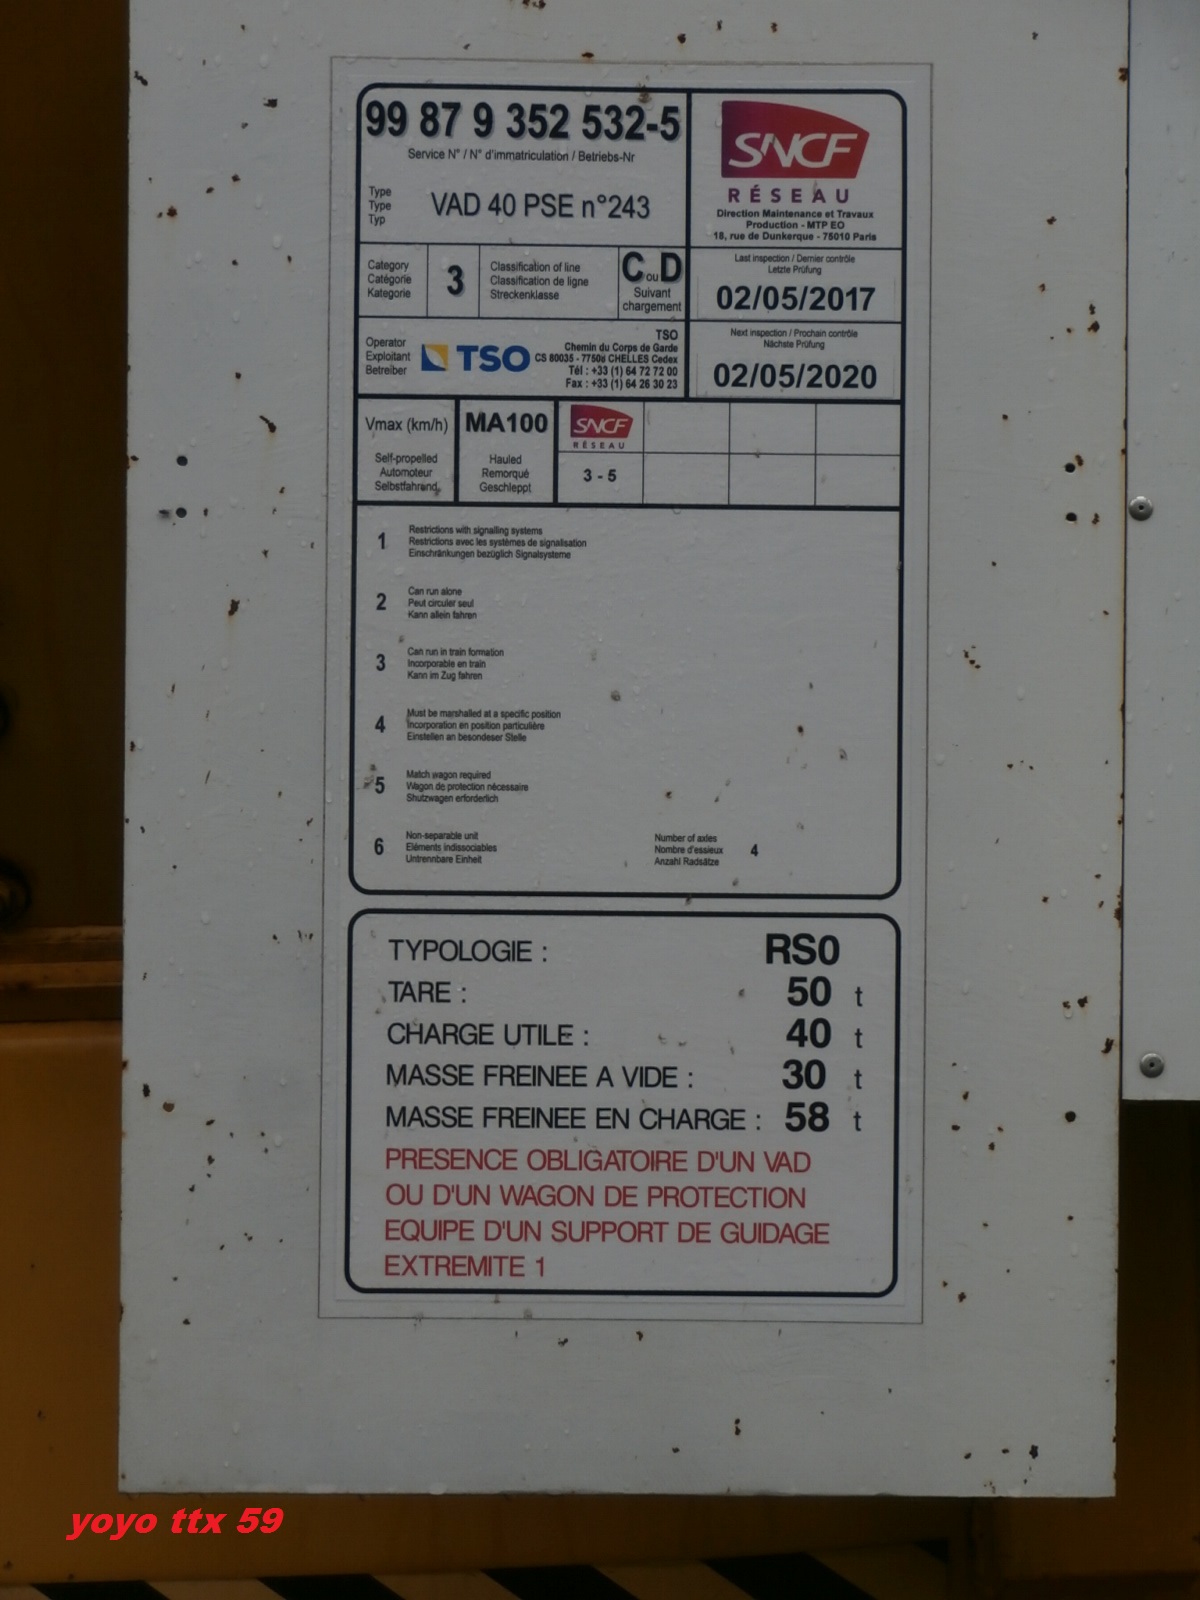 99 87 9 352 532-5
Service N° / N° d'immatriculation / Betriebs-Nr
Type
Type
Typ
VAD 40 PSE n°243
SNCF
RÉSEAU
Direction Maintenance et Travaux
Production - MTP EO
18, rue de Dunkerque - 75010 Paris
Category
Catégorie
Kategorie
3
Classification of line
Classification de ligne
Streckenklasse
C ou D
Suivant
chargement
Last inspection / Dernier contrôle
Letzte Prüfung
02/05/2017
Operator
Exploitant
Betreiber
TSO
TSO
Chemin du Corps de Garde
CS 80035 - 77506 CHELLES Cedex
Tél : +33 (1) 64 72 72 00
Fax : +33 (1) 64 26 30 23
Next inspection / Prochain contrôle
Nächste Prüfung
02/05/2020
Vmax (km/h)
Self-propelled
Automoteur
Selbstfahrend
MA100
Hauled
Remorqué
Geschleppt
SNCF
RÉSEAU
3 - 5
1
Restrictions with signalling systems
Restrictions avec les systèmes de signalisation
Einschränkungen bezüglich Signalsysteme
2
Can run alone
Peut circuler seul
Kann allein fahren
3
Can run in train formation
Incorporable en train
Kann im Zug fahren
4
Must be marshalled at a specific position
Incorporation en position particulière
Einstellen an besondeser Stelle
5
Match wagon required
Wagon de protection nécessaire
Shutzwagen erforderlich
6
Non-separable unit
Eléments indissociables
Untrennbare Einheit
Number of axles
Nombre d'essieux
Anzahl Radsätze
4
TYPOLOGIE : RS0
TARE : 50 t
CHARGE UTILE : 40 t
MASSE FREINEE A VIDE : 30 t
MASSE FREINEE EN CHARGE : 58 t
PRESENCE OBLIGATOIRE D'UN VAD
OU D'UN WAGON DE PROTECTION
EQUIPE D'UN SUPPORT DE GUIDAGE
EXTREMITE 1
yoyo ttx 59